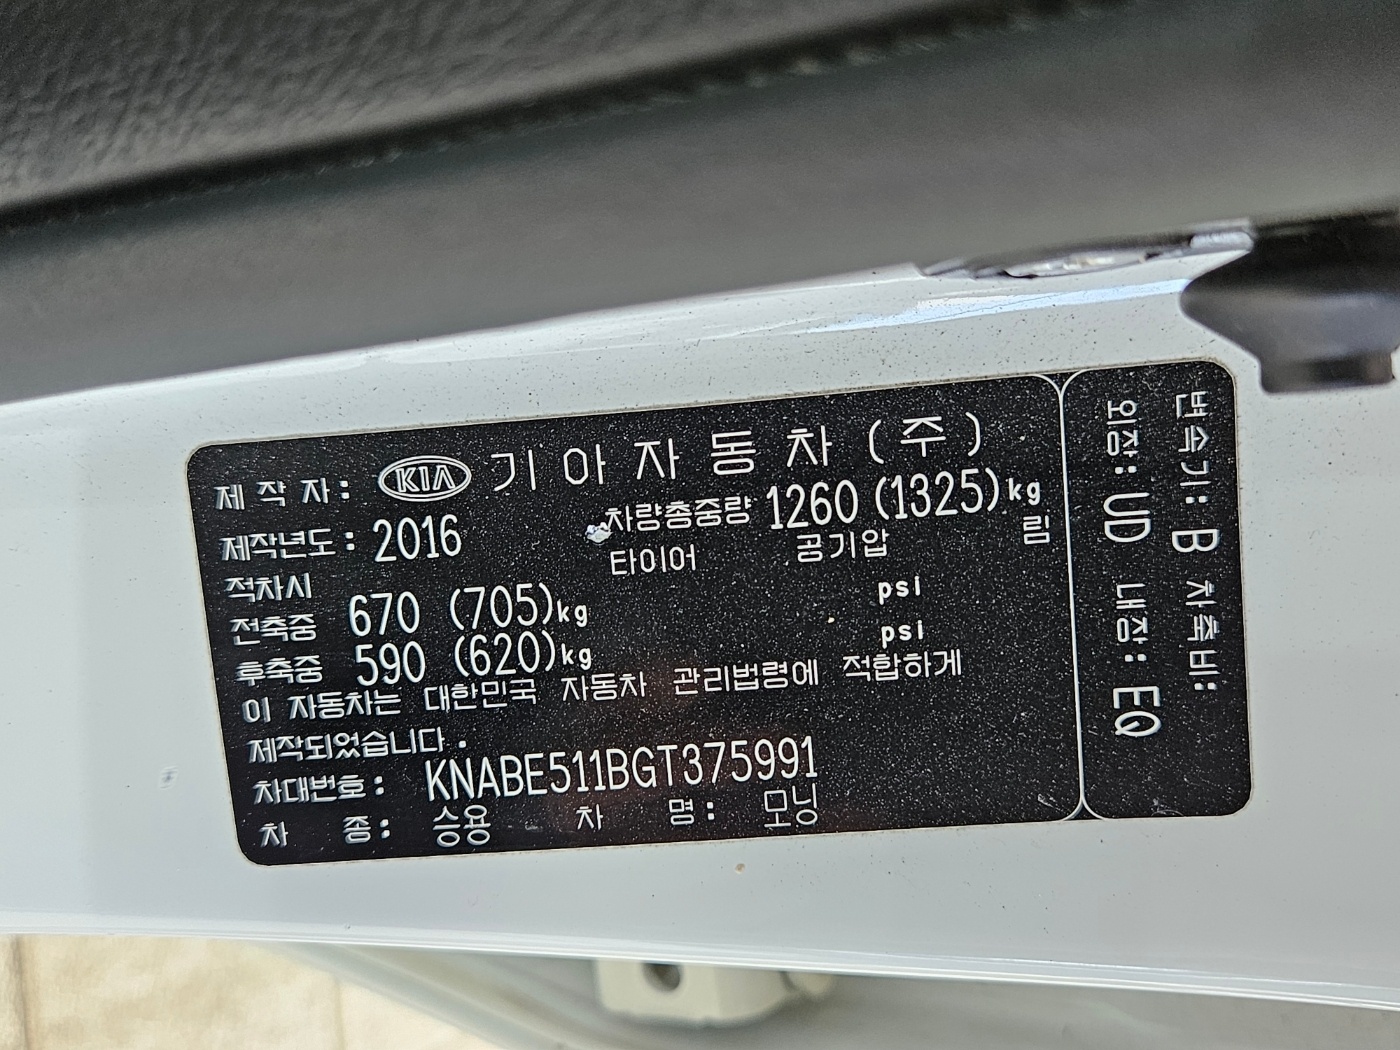 제작자: KIA 기아자동차(주)
제작년도: 2016 차량총중량 1260 (1325)kg
타이어 공기압 림
적차시
전축중 670 (705)kg psi
후축중 590 (620)kg psi
이 자동차는 대한민국 자동차 관리법령에 적합하게
제작되었습니다.
차대번호: KNABE511BGT375991
차 종: 승용 차 명: 모닝
변속기: B 차축비:
외장: UD 내장: EQ